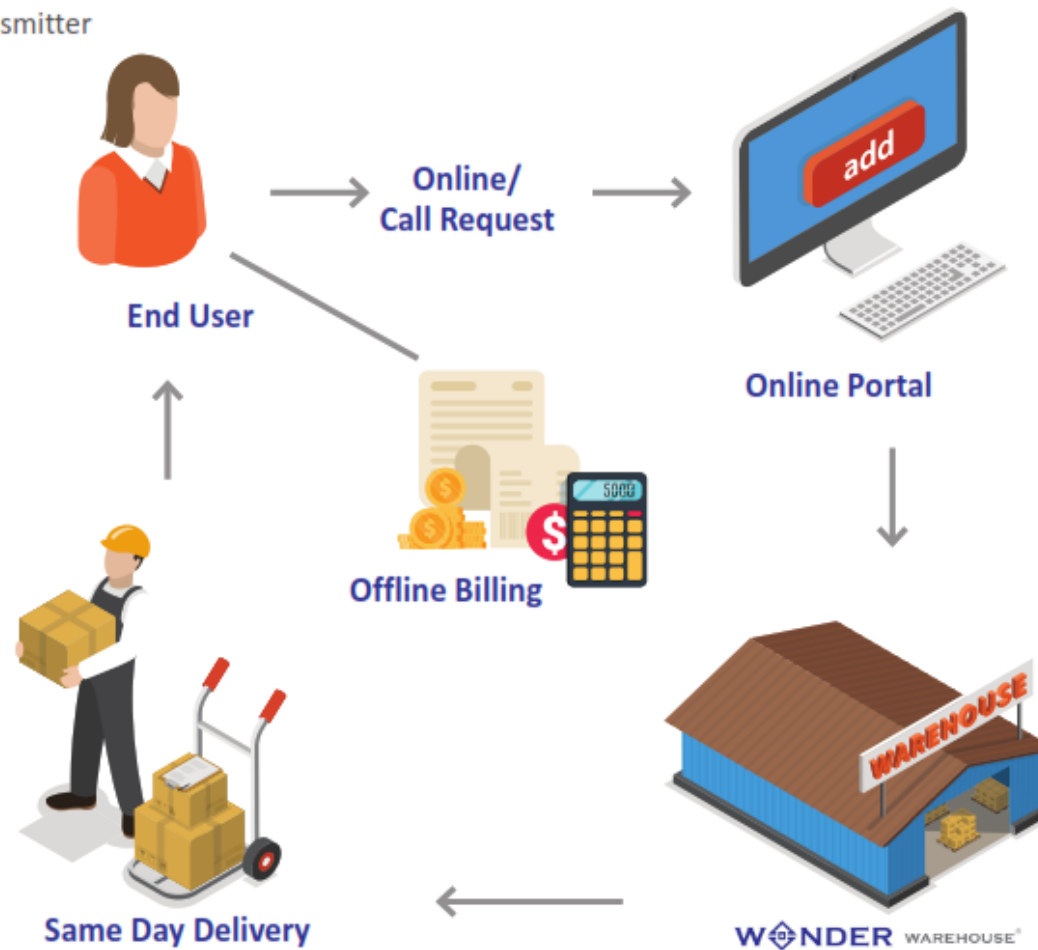 smitter
add
Online/
Call Request
End User
Online Portal
5000
$
$
$
Offline Billing
WAREHOUSE
Same Day Delivery
WONDER WAREHOUSE®